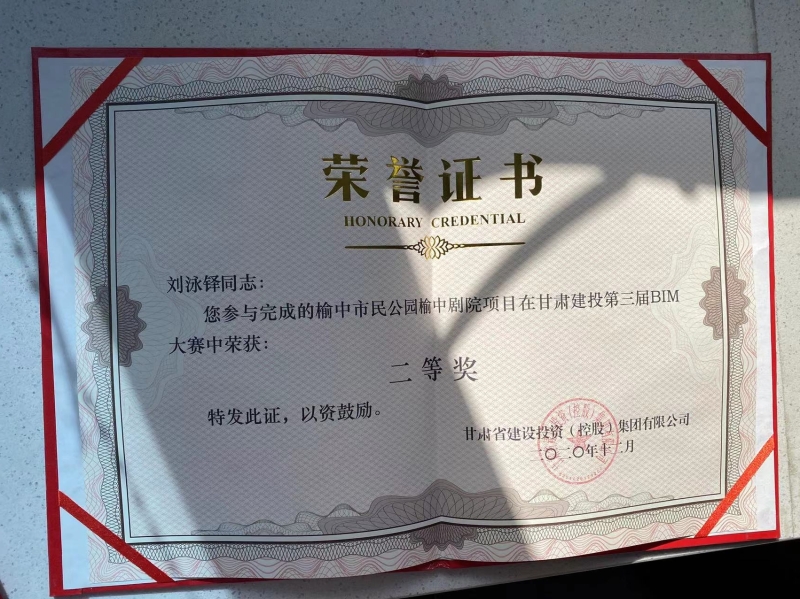 荣誉证书
HONORARY CREDENTIAL
刘泳铎同志：
您参与完成的榆中市民公园榆中剧院项目在甘肃建投第三届BIM
大赛中荣获：
二等奖
特发此证，以资鼓励。
甘肃省建设投资（控股）集团有限公司
二〇二〇年十二月